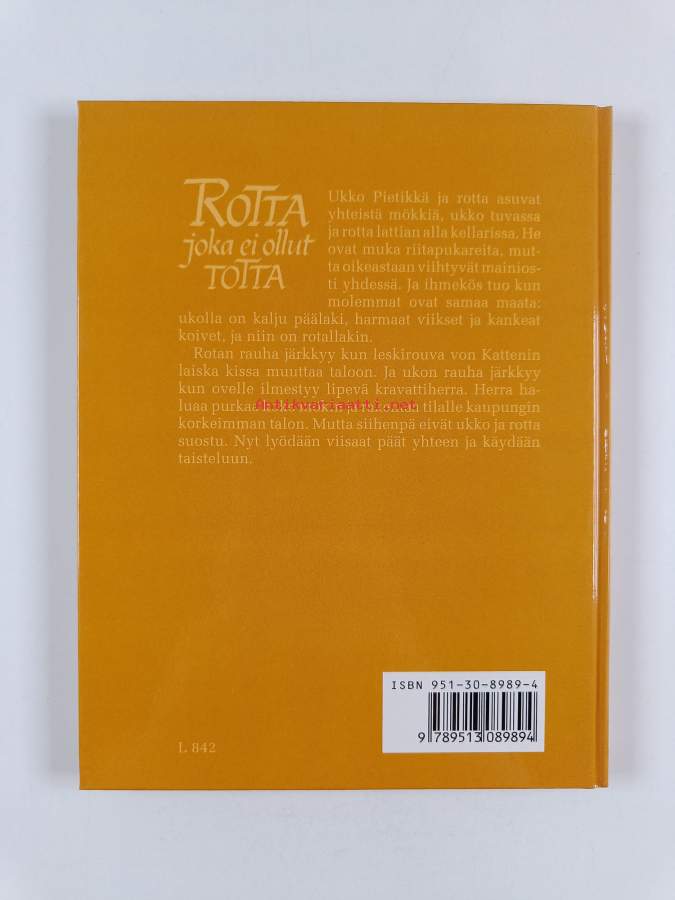 ROTTA
joka ei ollut
TOTTA
Ukko Pietikkä ja rotta asuvat
yhteistä mökkiä, ukko tuvassa
ja rotta lattian alla kellarissa. He
ovat muka riitapukareita, mut-
ta oikeastaan viihtyvät mainios-
ti yhdessä. Ja ihmekös tuo kun
molemmat ovat samaa maata:
ukolla on kalju päälaki, harmaat viikset ja kankeat
koivet, ja niin on rotallakin.
Rotan rauha järkkyy kun leskirouva von Kattenin
laiska kissa muuttaa taloon. Ja ukon rauha järkkyy
kun ovelle ilmestyy lipevä kravattiherra. Herra ha-
luaa purkaa tilalle kaupungin
Antikvariaatti.net
korkeimman talon. Mutta siihenpä eivät ukko ja rotta
suostu. Nyt lyödään viisaat päät yhteen ja käydään
taisteluun.
ISBN 951-30-8989-4
9 789513 089894
L 842